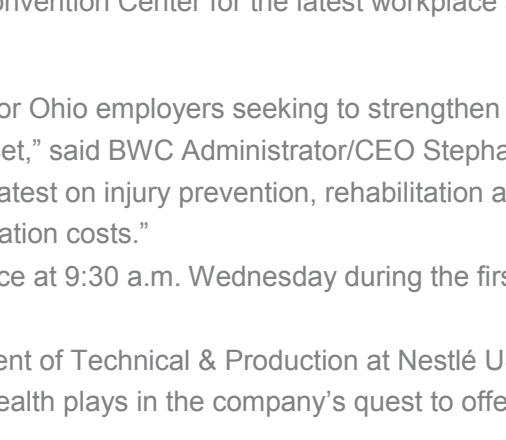 nvention Center for the latest workplace
or Ohio employers seeking to strengthen
et,” said BWC Administrator/CEO Stepha
atest on injury prevention, rehabilitation a
ation costs.”
ce at 9:30 a.m. Wednesday during the firs
ent of Technical & Production at Nestlé U
ealth plays in the company’s quest to offe